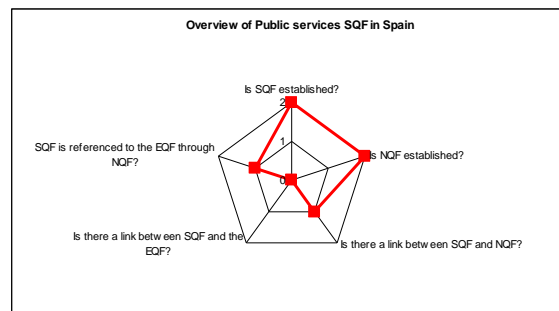 Overview of Public services SQF in Spain
Is SQF established?
2
SQF is referenced to the EQF through
NQF?
1
Is NQF established?
0
Is there a link between SQF and the
EQF?
Is there a link between SQF and NQF?